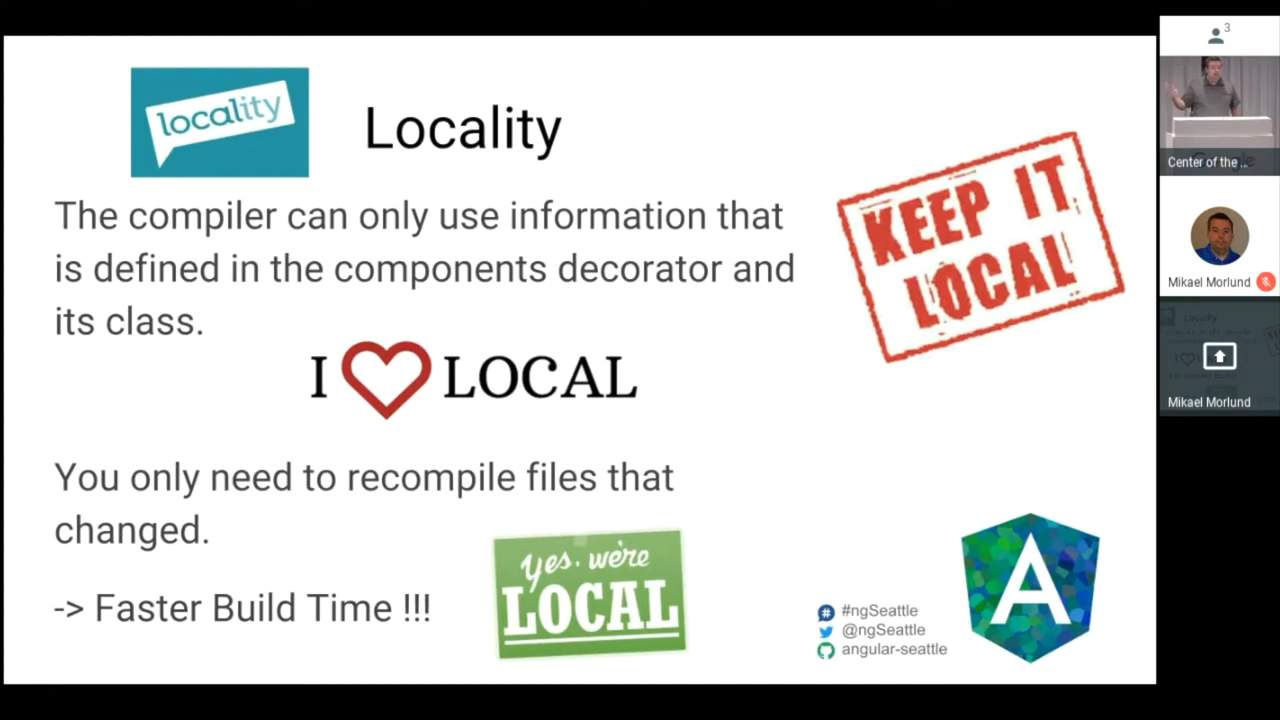 locality
Locality
The compiler can only use information that
is defined in the components decorator and
its class.
KEEP IT
LOCAL
I LOCAL
You only need to recompile files that
changed.
yes, we're
LOCAL
-> Faster Build Time !!!
#
#ngSeattle
@ngSeattle
angular-seattle
A
3
Center of the ...
Mikael Morlund
Locality
Mikael Morlund